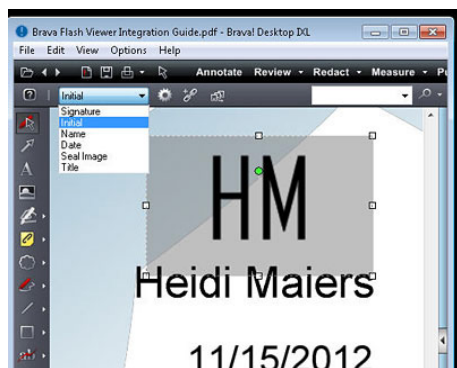 Brava Flash Viewer Integration Guide.pdf - Brava! Desktop DXL
File Edit View Options Help
Annotate Review Redact Measure
Initial
Signature
Initial
Name
Date
Seal Image
Title
HM
Heidi Maiers
11/15/2012